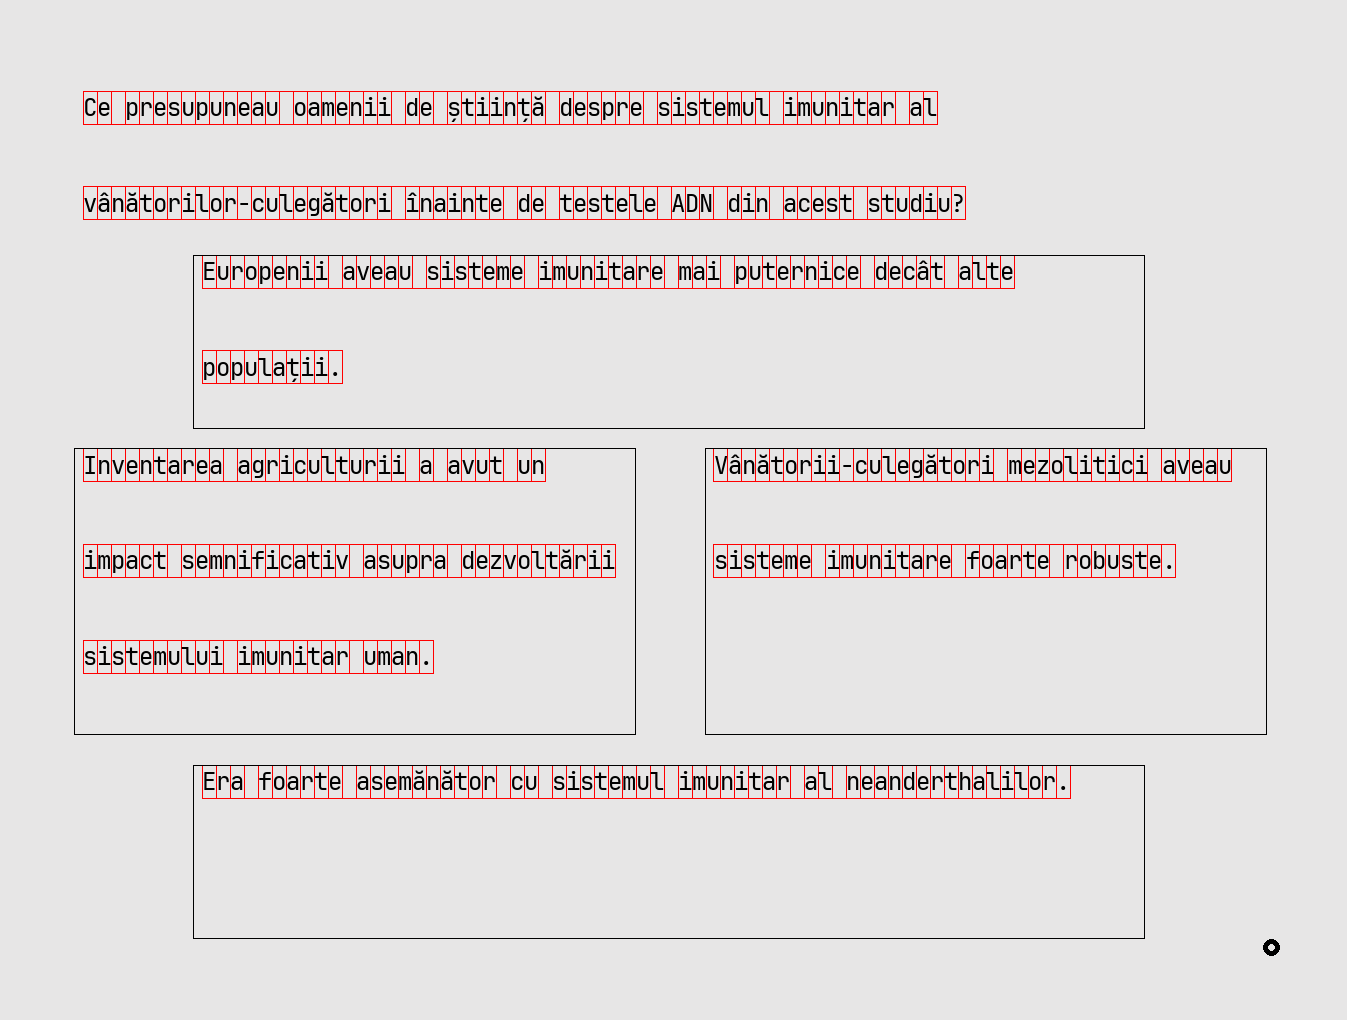 Ce presupuneau oamenii de știință despre sistemul imunitar al
vânătorilor-culegători înainte de testele ADN din acest studiu?
Europenii aveau sisteme imunitare mai puternice decât alte
populații.
Inventarea agriculturii a avut un
impact semnificativ asupra dezvoltării
sistemului imunitar uman.
Vânătorii-culegători mezolitici aveau
sisteme imunitare foarte robuste.
Era foarte asemănător cu sistemul imunitar al neanderthalilor.